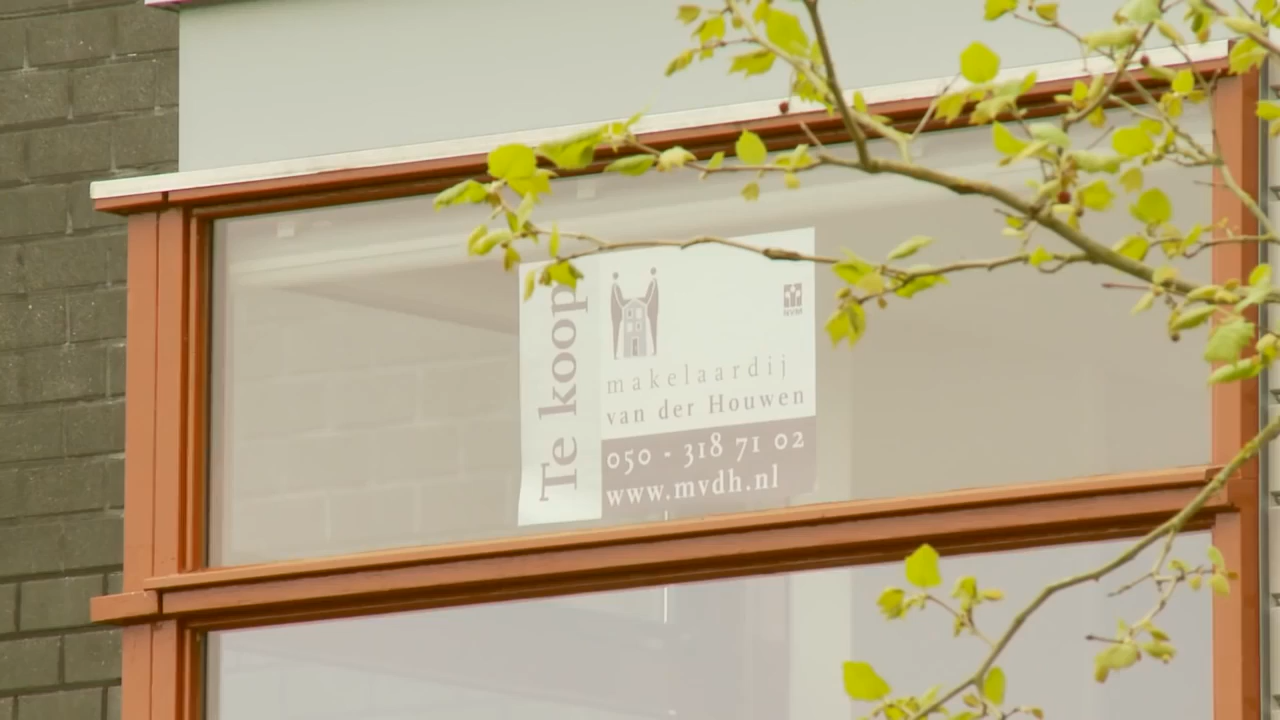 Te koop
NVM
makelaardij
van der Houwen
050 - 318 71 02
www.mvdh.nl